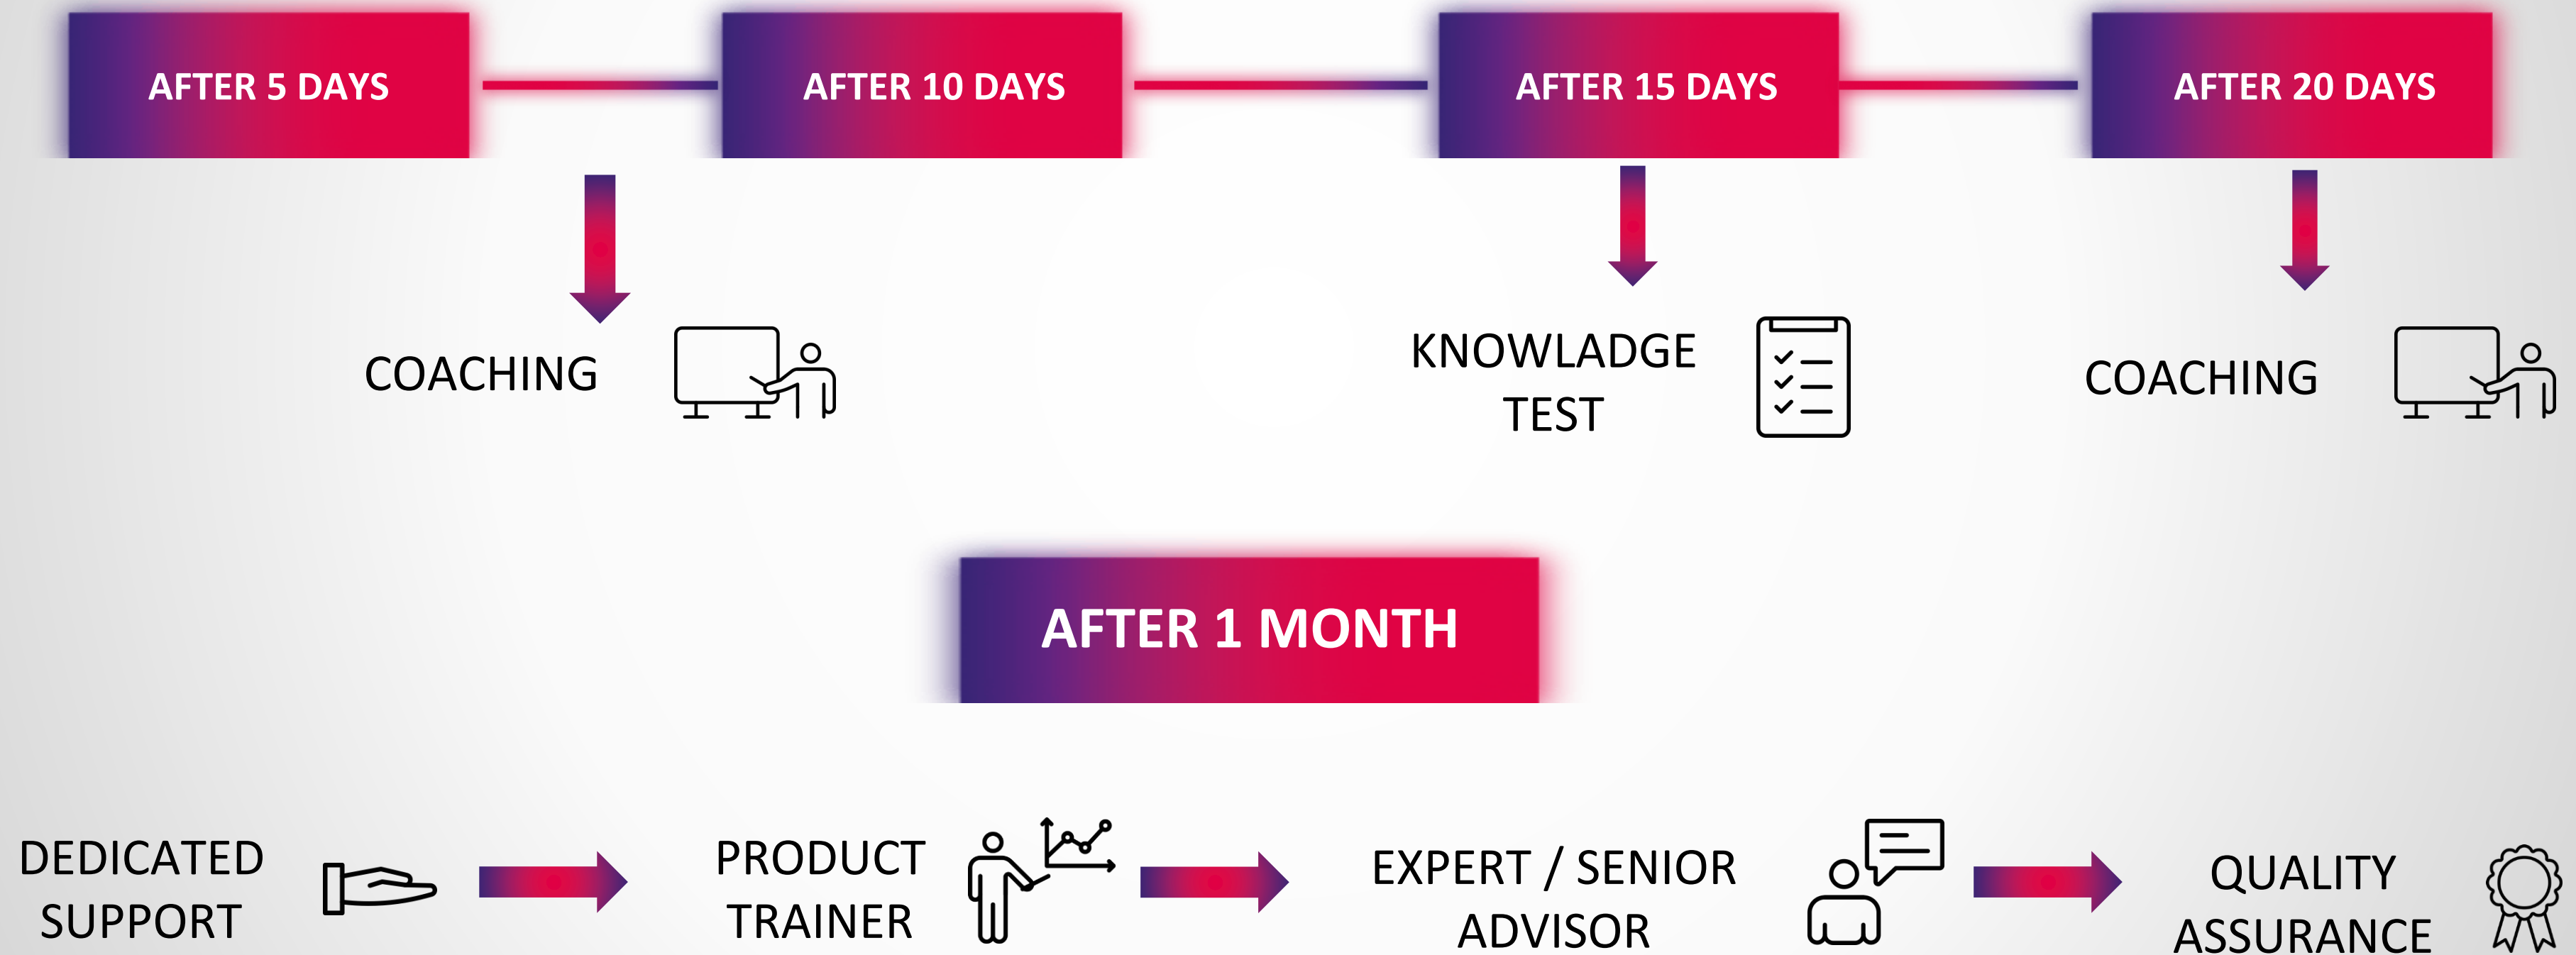 AFTER 5 DAYS
AFTER 10 DAYS
AFTER 15 DAYS
AFTER 20 DAYS
COACHING
KNOWLADGE
TEST
COACHING
AFTER 1 MONTH
DEDICATED
SUPPORT
PRODUCT
TRAINER
EXPERT / SENIOR
ADVISOR
QUALITY
ASSURANCE